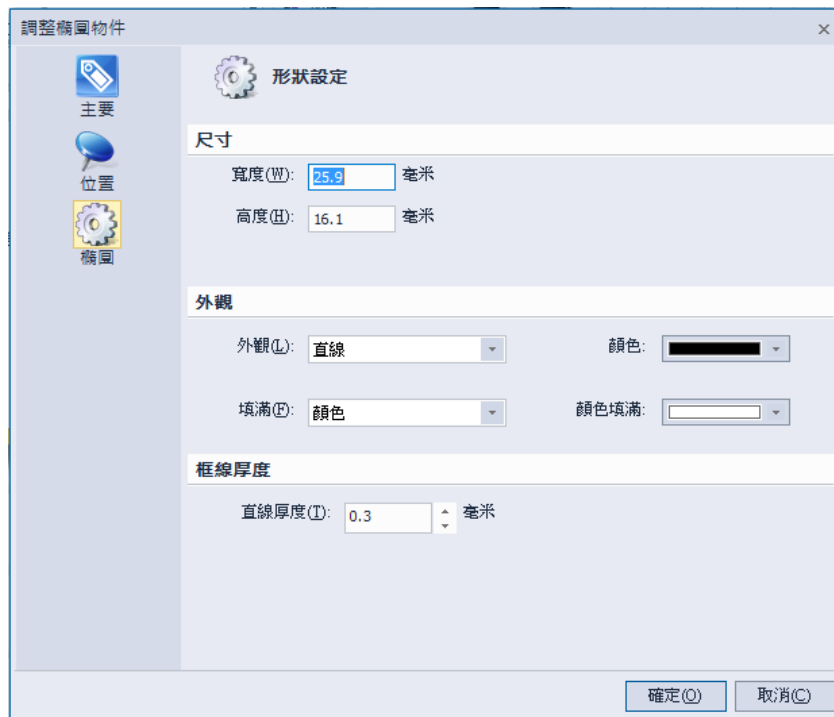 調整橢圓物件
主要
位置
橢圓
形狀設定
尺寸
寬度(W): 25.9 毫米
高度(H): 16.1 毫米
外觀
外觀(L): 直線 顏色:
填滿(F): 顏色 顏色填滿:
框線厚度
直線厚度(T): 0.3 毫米
確定(O) 取消(C)